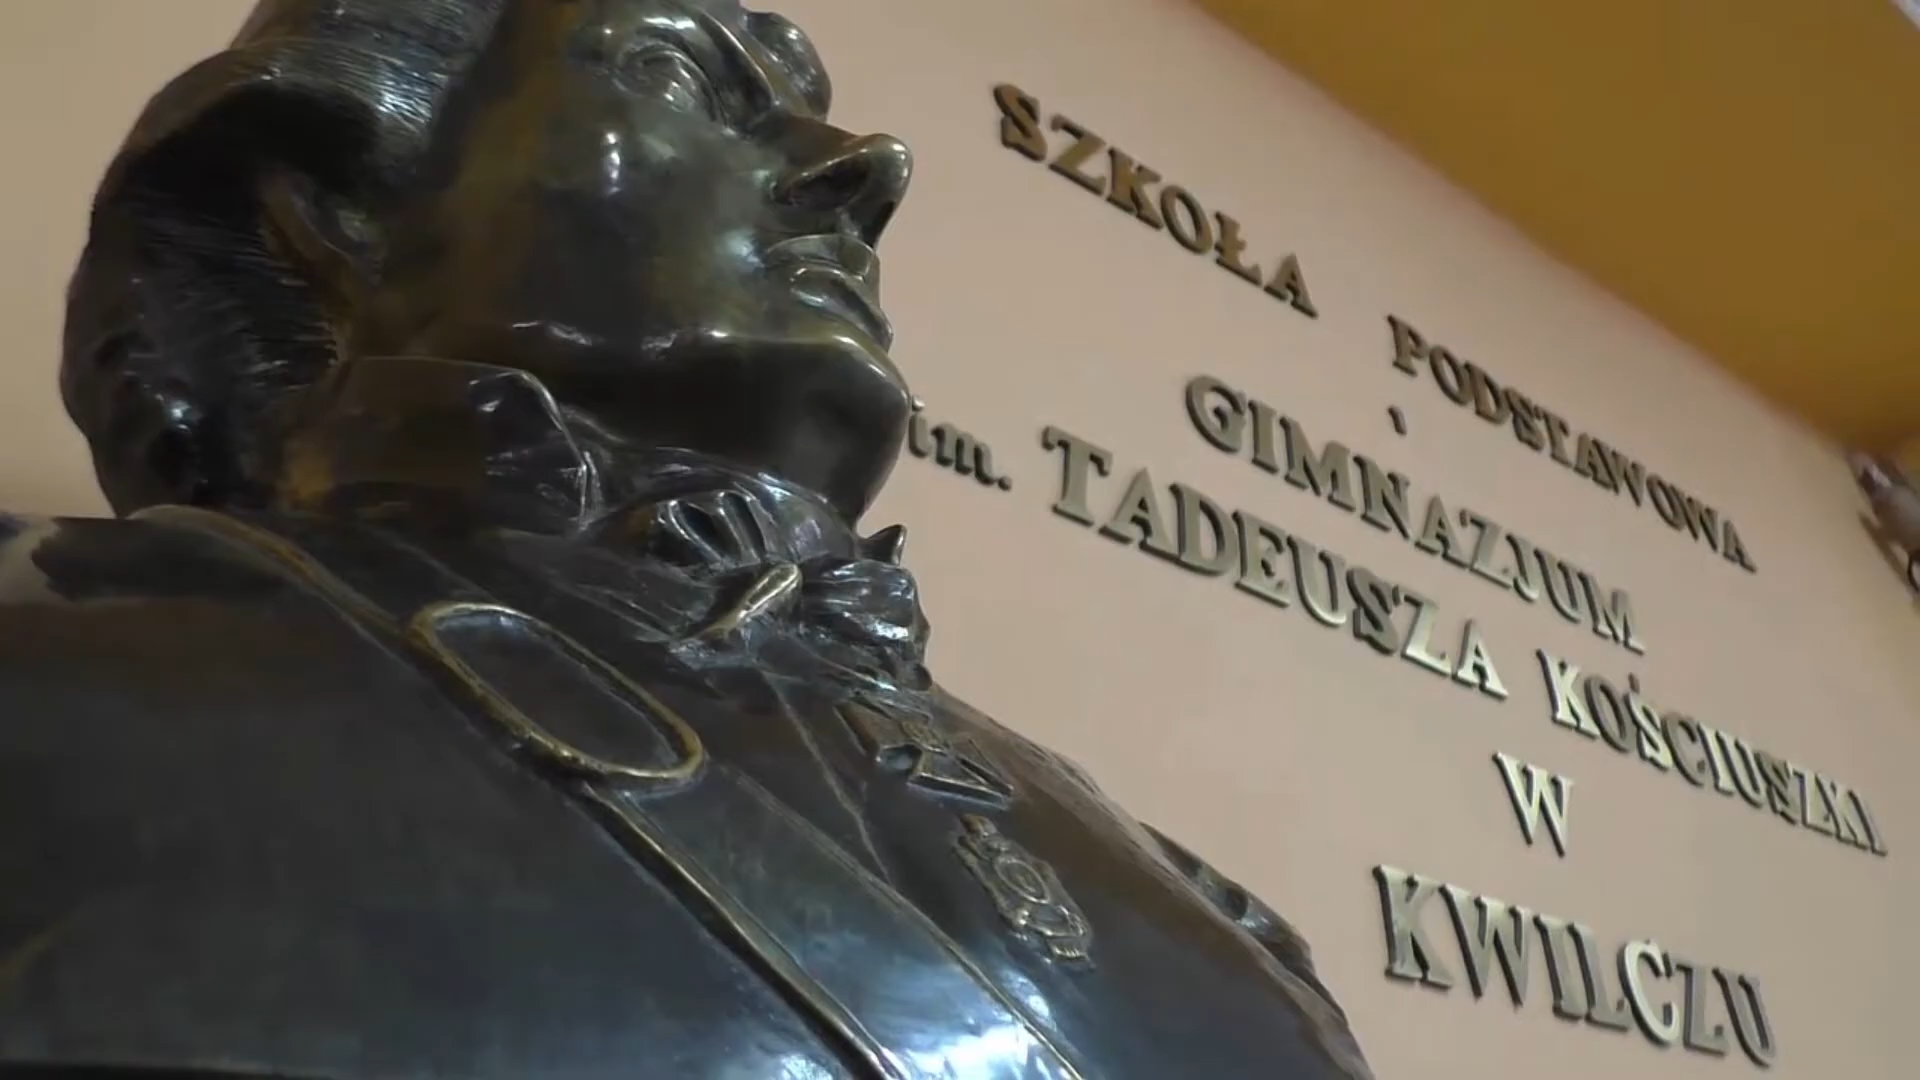 SZKOŁA PODSTAWOWA
i
GIMNAZJUM
im. TADEUSZA KOŚCIUSZKI
W
KWILCZU